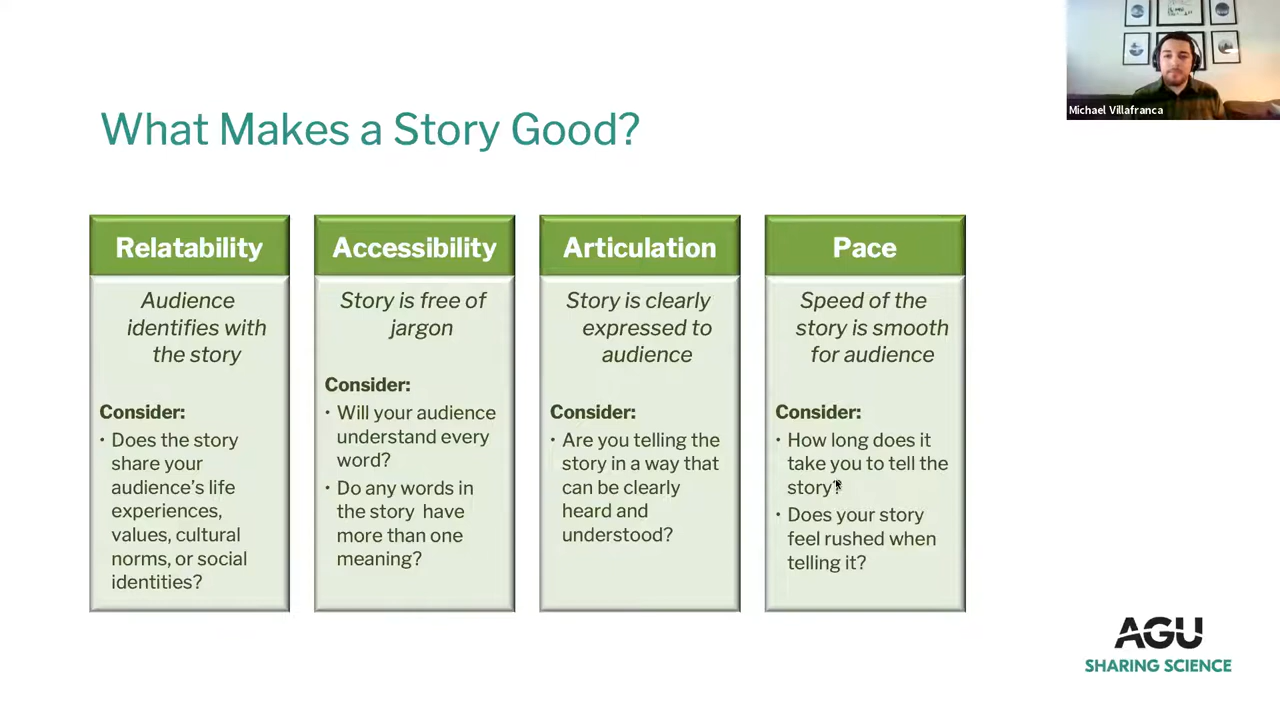 What Makes a Story Good?
Michael Villafranca
Relatability
Audience
identifies with
the story
Consider:
• Does the story
share your
audience's life
experiences,
values, cultural
norms, or social
identities?
Accessibility
Story is free of
jargon
Consider:
• Will your audience
understand every
word?
• Do any words in
the story have
more than one
meaning?
Articulation
Story is clearly
expressed to
audience
Consider:
• Are you telling the
story in a way that
can be clearly
heard and
understood?
Pace
Speed of the
story is smooth
for audience
Consider:
• How long does it
take you to tell the
story?
• Does your story
feel rushed when
telling it?
AGU
SHARING SCIENCE